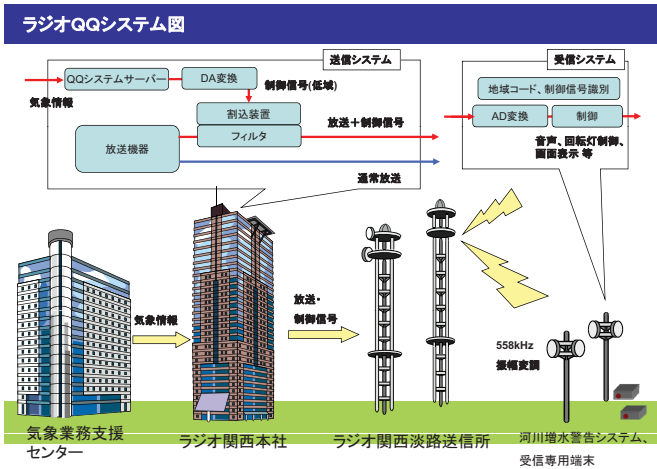 ラジオQQシステム図
送信システム
QQシステムサーバー
DA変換
気象情報
制御信号(低域)
割込装置
フィルタ
放送機器
放送＋制御信号
通常放送
受信システム
地域コード、制御信号識別
AD変換
制御
音声、回転灯制御、
画面表示 等
気象情報
放送・
制御信号
558kHz
振幅変調
気象業務支援
センター
ラジオ関西本社
ラジオ関西淡路送信所
河川増水警告システム、
受信専用端末